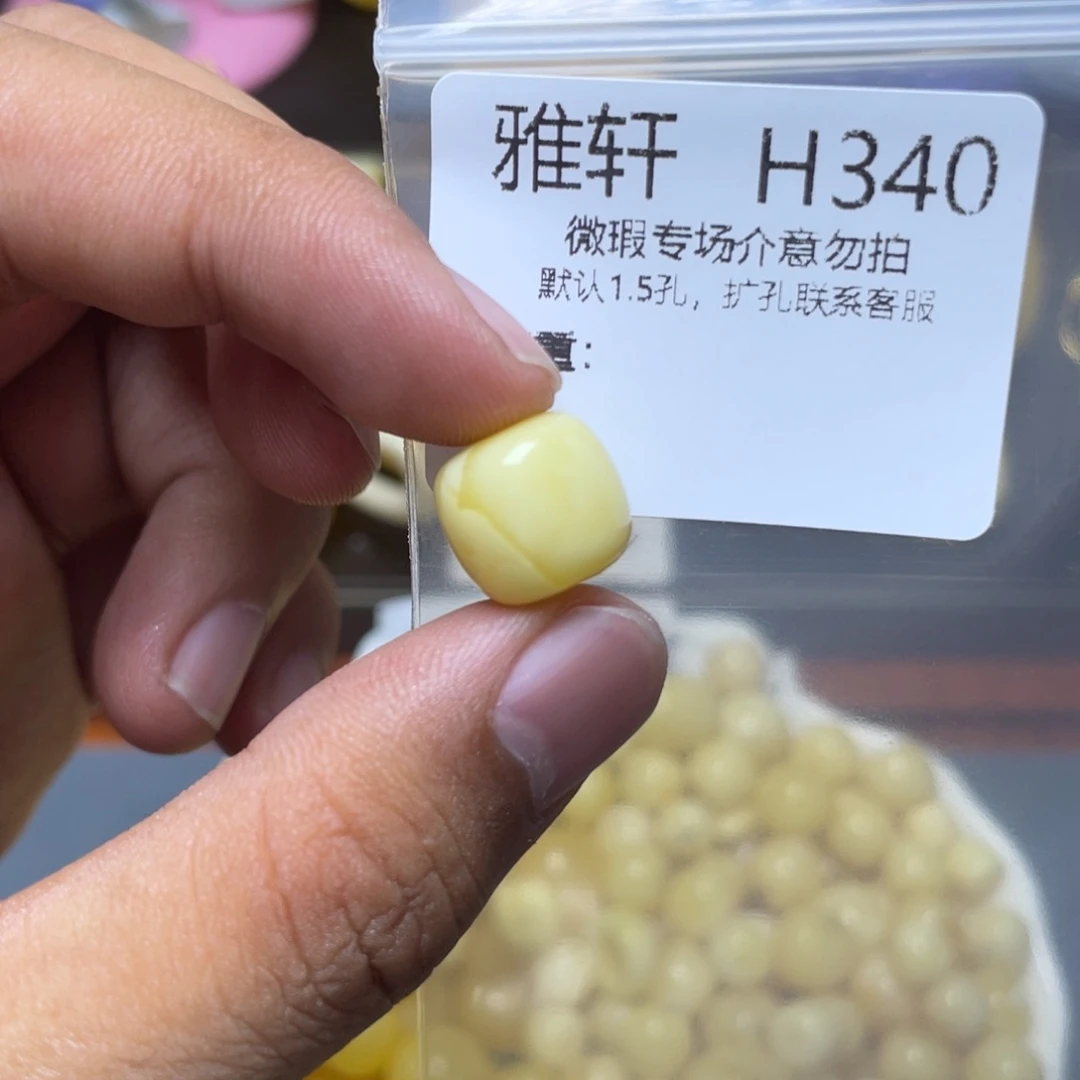 雅轩 H340
微瑕专场介意勿拍
默认1.5孔，扩孔联系客服
重：